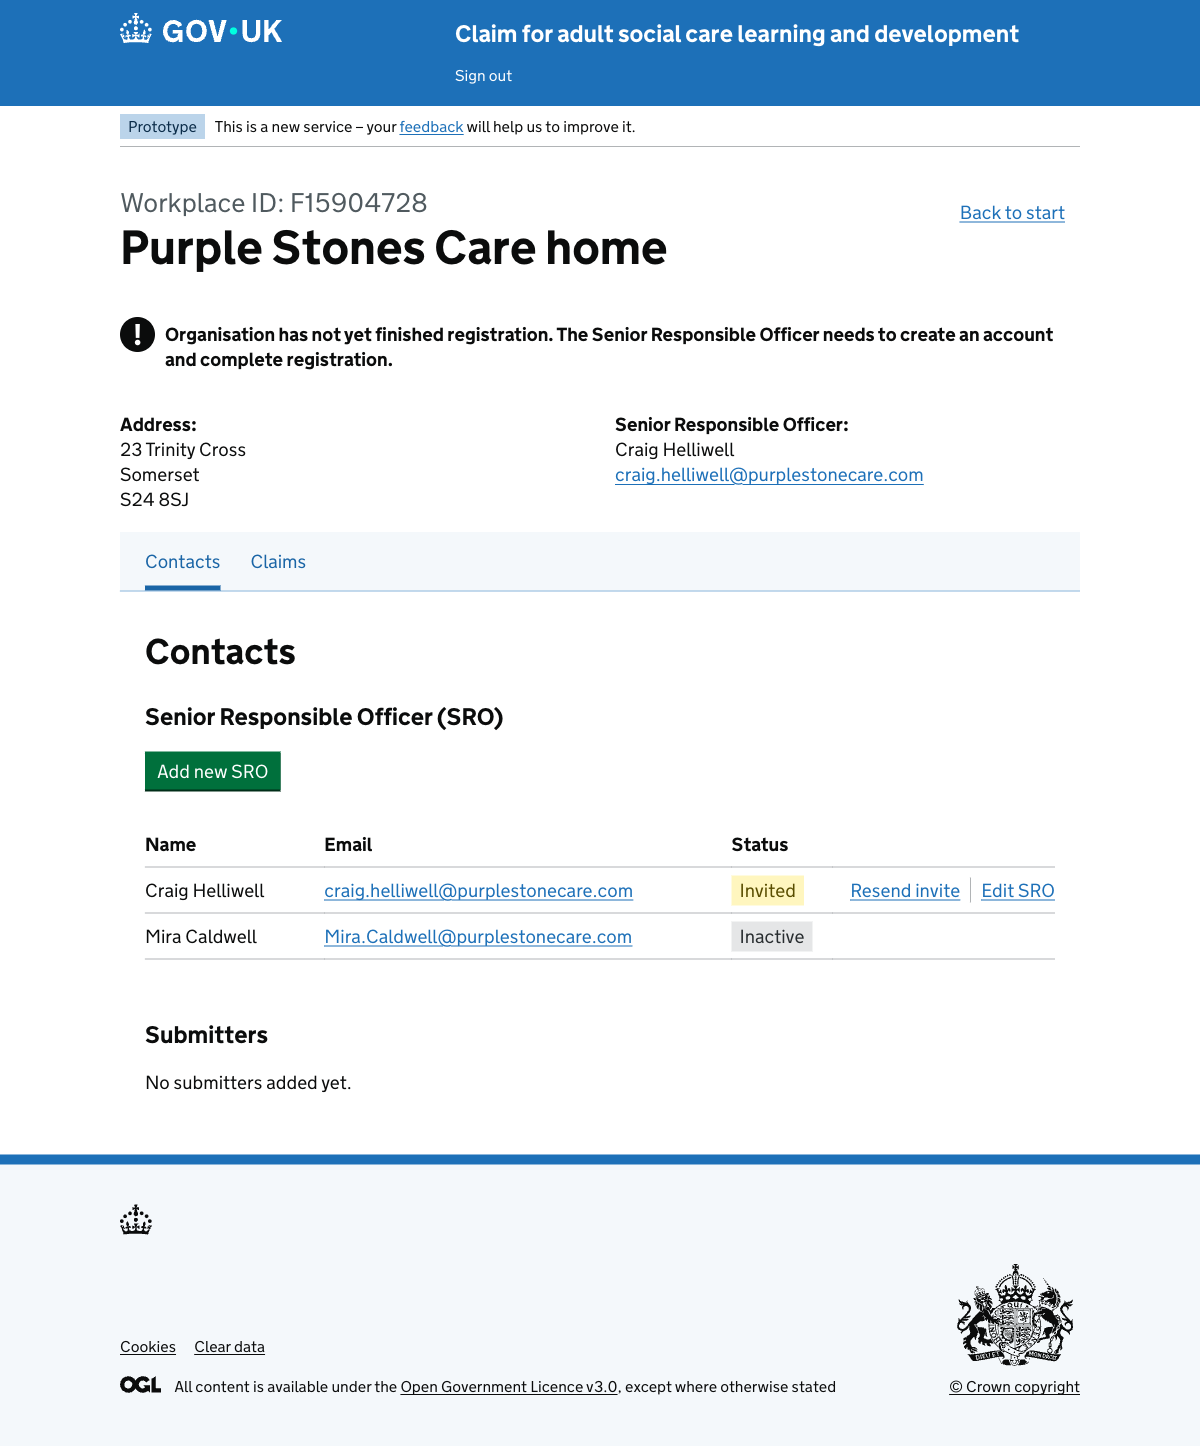 GOV·UK
Claim for adult social care learning and development
Sign out
Prototype This is a new service – your feedback will help us to improve it.
Workplace ID: F15904728
Back to start
Purple Stones Care home
! Organisation has not yet finished registration. The Senior Responsible Officer needs to create an account
and complete registration.
Address:
23 Trinity Cross
Somerset
S24 8SJ
Senior Responsible Officer:
Craig Helliwell
craig.helliwell@purplestonecare.com
Contacts Claims
Contacts
Senior Responsible Officer (SRO)
Add new SRO
Name Email Status
Craig Helliwell craig.helliwell@purplestonecare.com Invited Resend invite Edit SRO
Mira Caldwell Mira.Caldwell@purplestonecare.com Inactive
Submitters
No submitters added yet.
Cookies Clear data
OGL All content is available under the Open Government Licence v3.0, except where otherwise stated
© Crown copyright